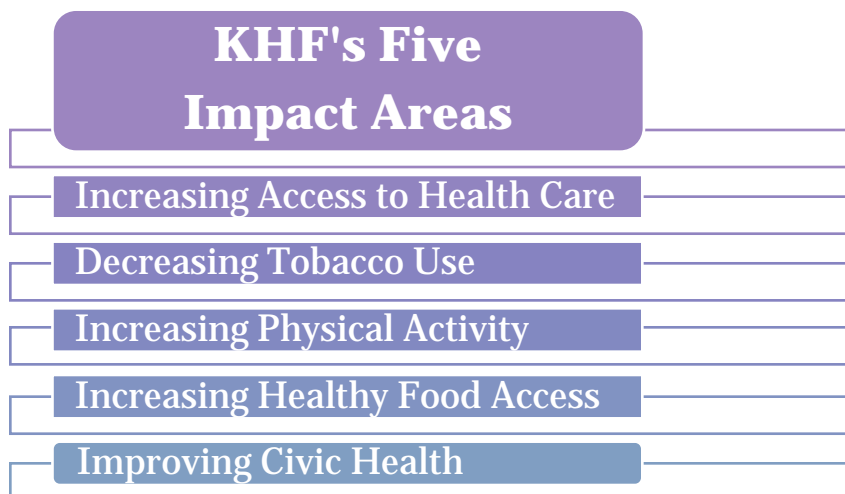 KHF's Five
Impact Areas
Increasing Access to Health Care
Decreasing Tobacco Use
Increasing Physical Activity
Increasing Healthy Food Access
Improving Civic Health